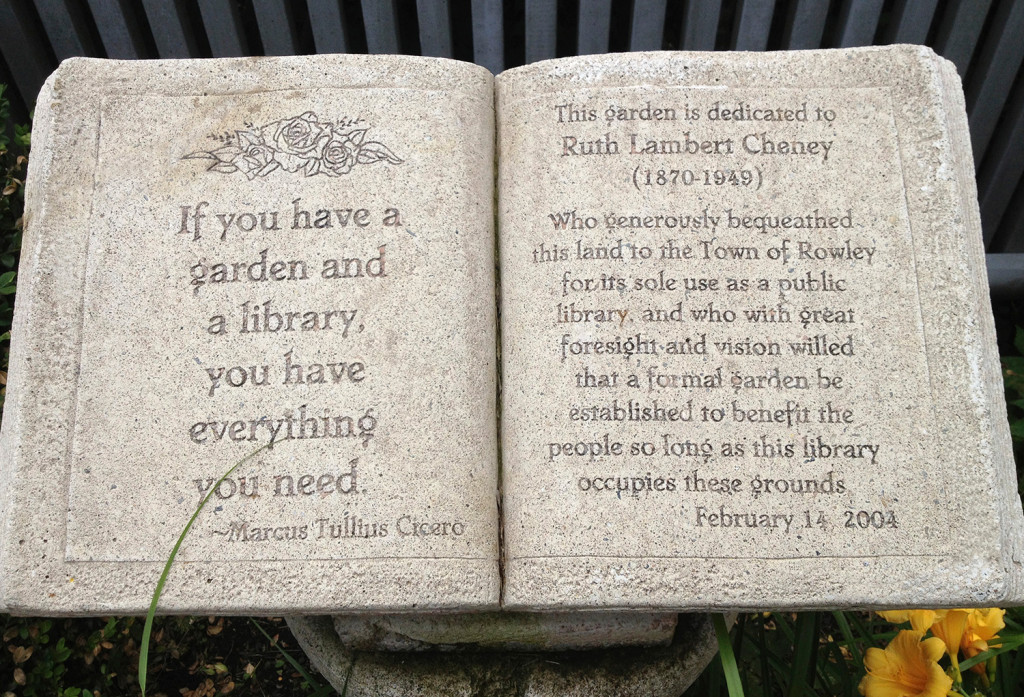 If you have a
garden and
a library,
you have
everything
you need.
~Marcus Tullius Cicero
This garden is dedicated to
Ruth Lambert Cheney
(1870-1949)
Who generously bequeathed
this land to the Town of Rowley
for its sole use as a public
library, and who with great
foresight and vision willed
that a formal garden be
established to benefit the
people so long as this library
occupies these grounds
February 14 2004